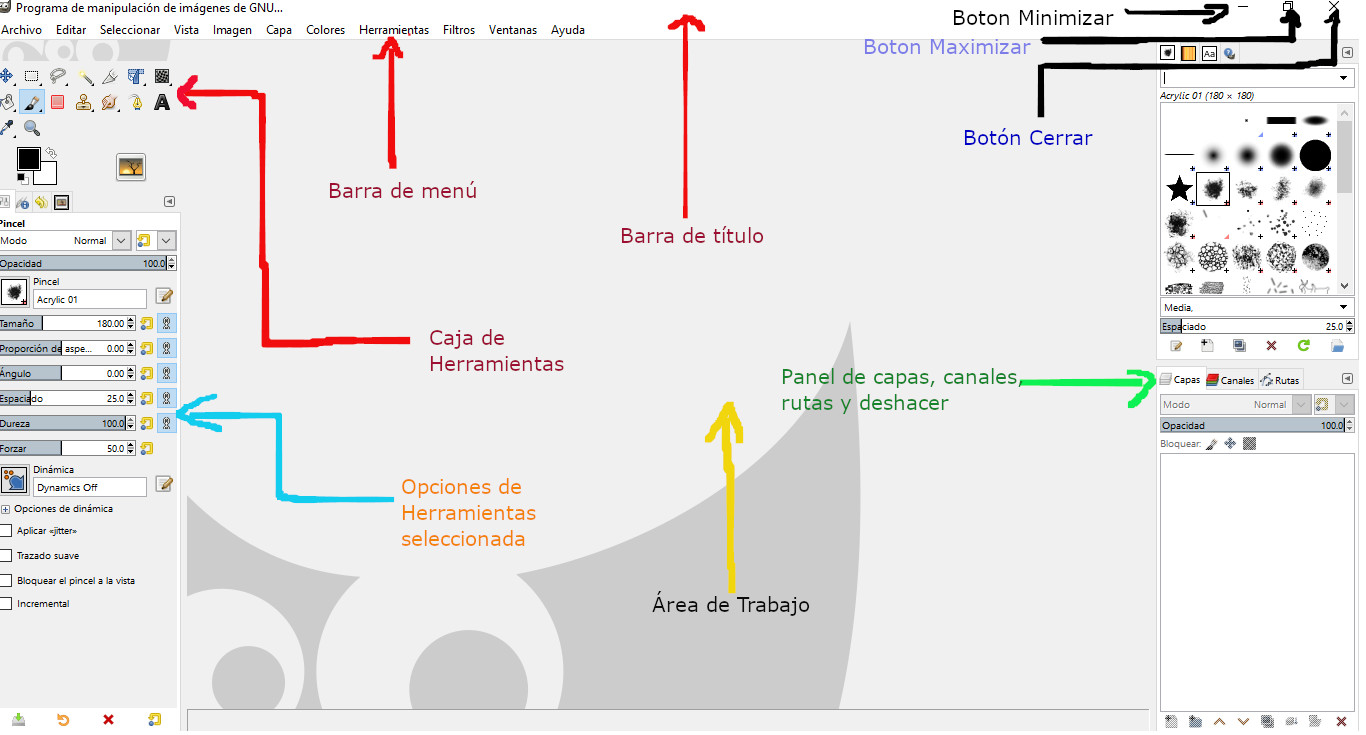 Programa de manipulación de imágenes de GNU...
Boton Minimizar
Archivo Editar Seleccionar Vista Imagen Capa Colores Herramientas Filtros Ventanas Ayuda
Boton Maximizar
Aa
A
Acrylic 01 (180 × 180)
Botón Cerrar
Barra de menú
Barra de título
Pincel
Modo Normal
Opacidad 100.0
Pincel
Acrylic 01
Tamaño 180.00
Proporción de aspe... 0.00
Ángulo 0.00
Espaciado 25.0
Dureza 100.0
Forzar 50.0
Dinámica
Dynamics Off
Opciones de dinámica
Aplicar «jitter»
Trazado suave
Bloquear el pincel a la vista
Incremental
Caja de
Herramientas
Opciones de
Herramientas
seleccionada
Área de Trabajo
Panel de capas, canales,
rutas y deshacer
Media,
Espaciado 25.0
Capas Canales Rutas
Modo Normal
Opacidad 100.0
Bloquear: